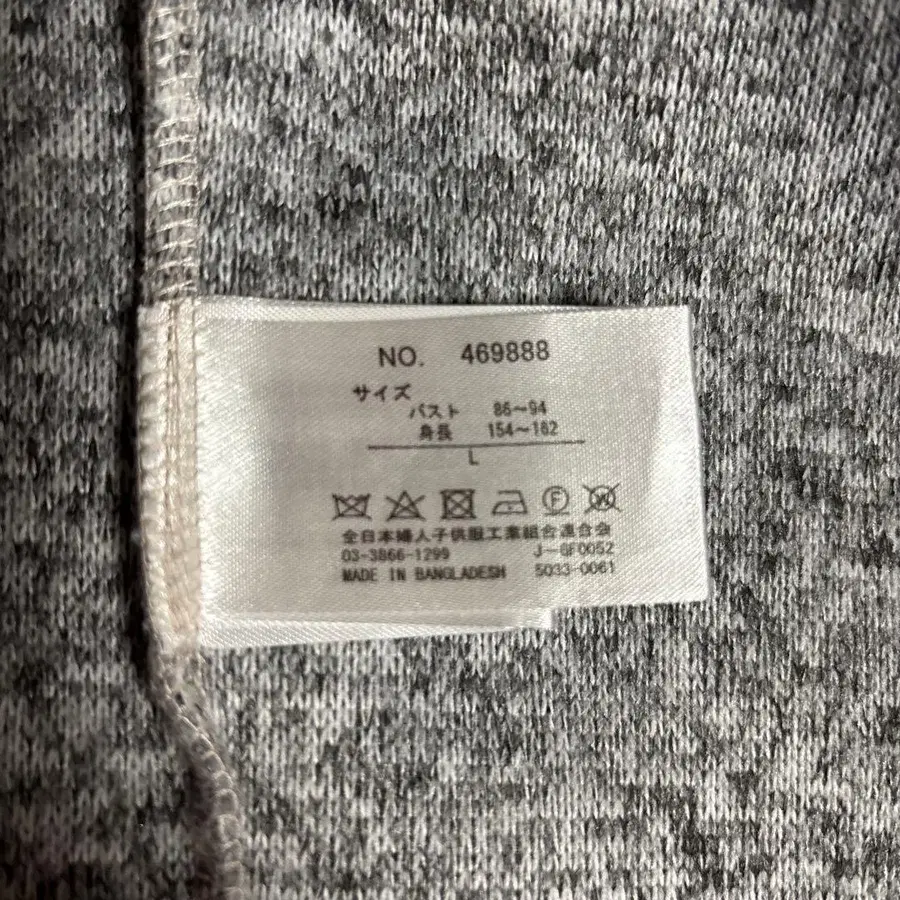 NO. 469888
サイズ
バスト 86～94
身長 154～162
L
F W
全日本婦人子供服工業組合連合会
03-3866-1299 J-GF0052
MADE IN BANGLADESH 5033-0061